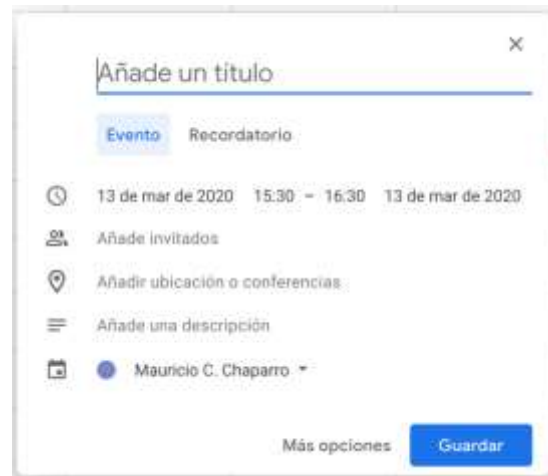 Añade un título
Evento Recordatorio
13 de mar de 2020 15:30 – 16:30 13 de mar de 2020
Añade invitados
Añadir ubicación o conferencias
Añade una descripción
Mauricio C. Chaparro
Más opciones Guardar